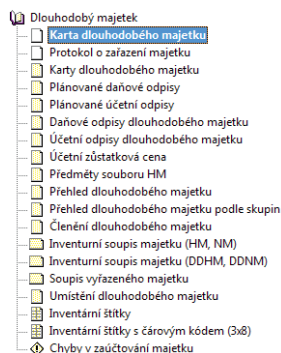 Dlouhodobý majetek
Karta dlouhodobého majetku
Protokol o zařazení majetku
Karty dlouhodobého majetku
Plánované daňové odpisy
Plánované účetní odpisy
Daňové odpisy dlouhodobého majetku
Účetní odpisy dlouhodobého majetku
Účetní zůstatková cena
Předměty souboru HM
Přehled dlouhodobého majetku
Přehled dlouhodobého majetku podle skupin
Členění dlouhodobého majetku
Inventurní soupis majetku (HM, NM)
Inventurní soupis majetku (DDHM, DDNM)
Soupis vyřazeného majetku
Umístění dlouhodobého majetku
Inventární štítky
Inventární štítky s čárovým kódem (3x8)
Chyby v zaúčtování majetku